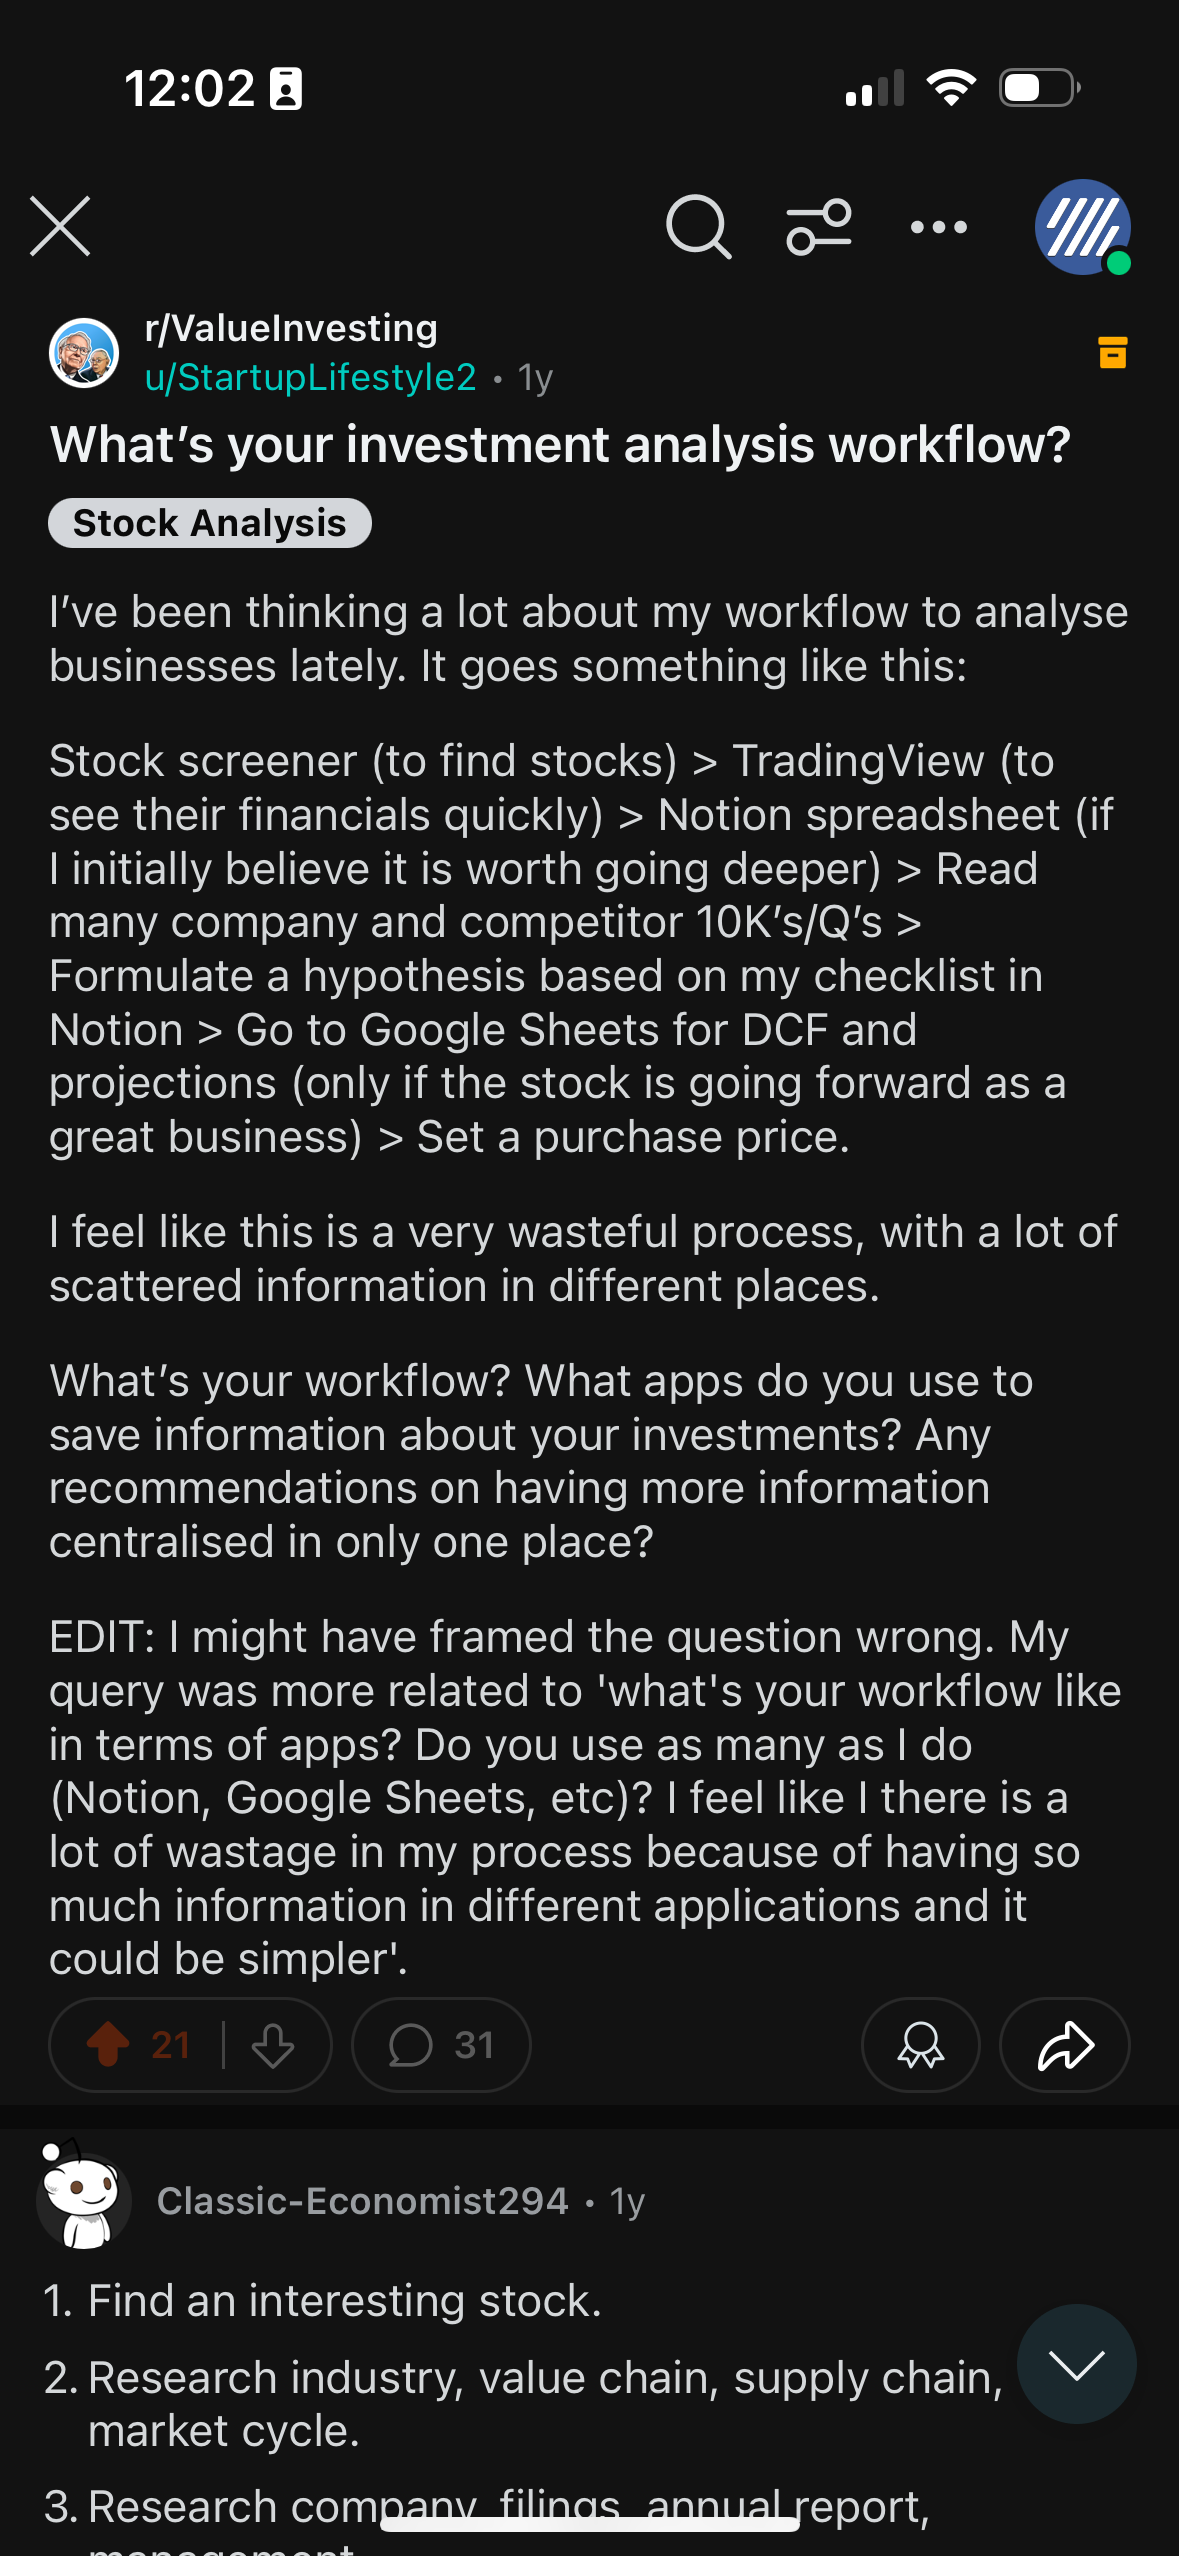 12:02
r/ValueInvesting
u/StartupLifestyle2 • 1y
What’s your investment analysis workflow?
Stock Analysis
I’ve been thinking a lot about my workflow to analyse
businesses lately. It goes something like this:
Stock screener (to find stocks) > TradingView (to
see their financials quickly) > Notion spreadsheet (if
I initially believe it is worth going deeper) > Read
many company and competitor 10K’s/Q’s >
Formulate a hypothesis based on my checklist in
Notion > Go to Google Sheets for DCF and
projections (only if the stock is going forward as a
great business) > Set a purchase price.
I feel like this is a very wasteful process, with a lot of
scattered information in different places.
What’s your workflow? What apps do you use to
save information about your investments? Any
recommendations on having more information
centralised in only one place?
EDIT: I might have framed the question wrong. My
query was more related to 'what's your workflow like
in terms of apps? Do you use as many as I do
(Notion, Google Sheets, etc)? I feel like I there is a
lot of wastage in my process because of having so
much information in different applications and it
could be simpler'.
21
31
Classic-Economist294 • 1y
1. Find an interesting stock.
2. Research industry, value chain, supply chain,
market cycle.
3. Research company, filings, annual report,